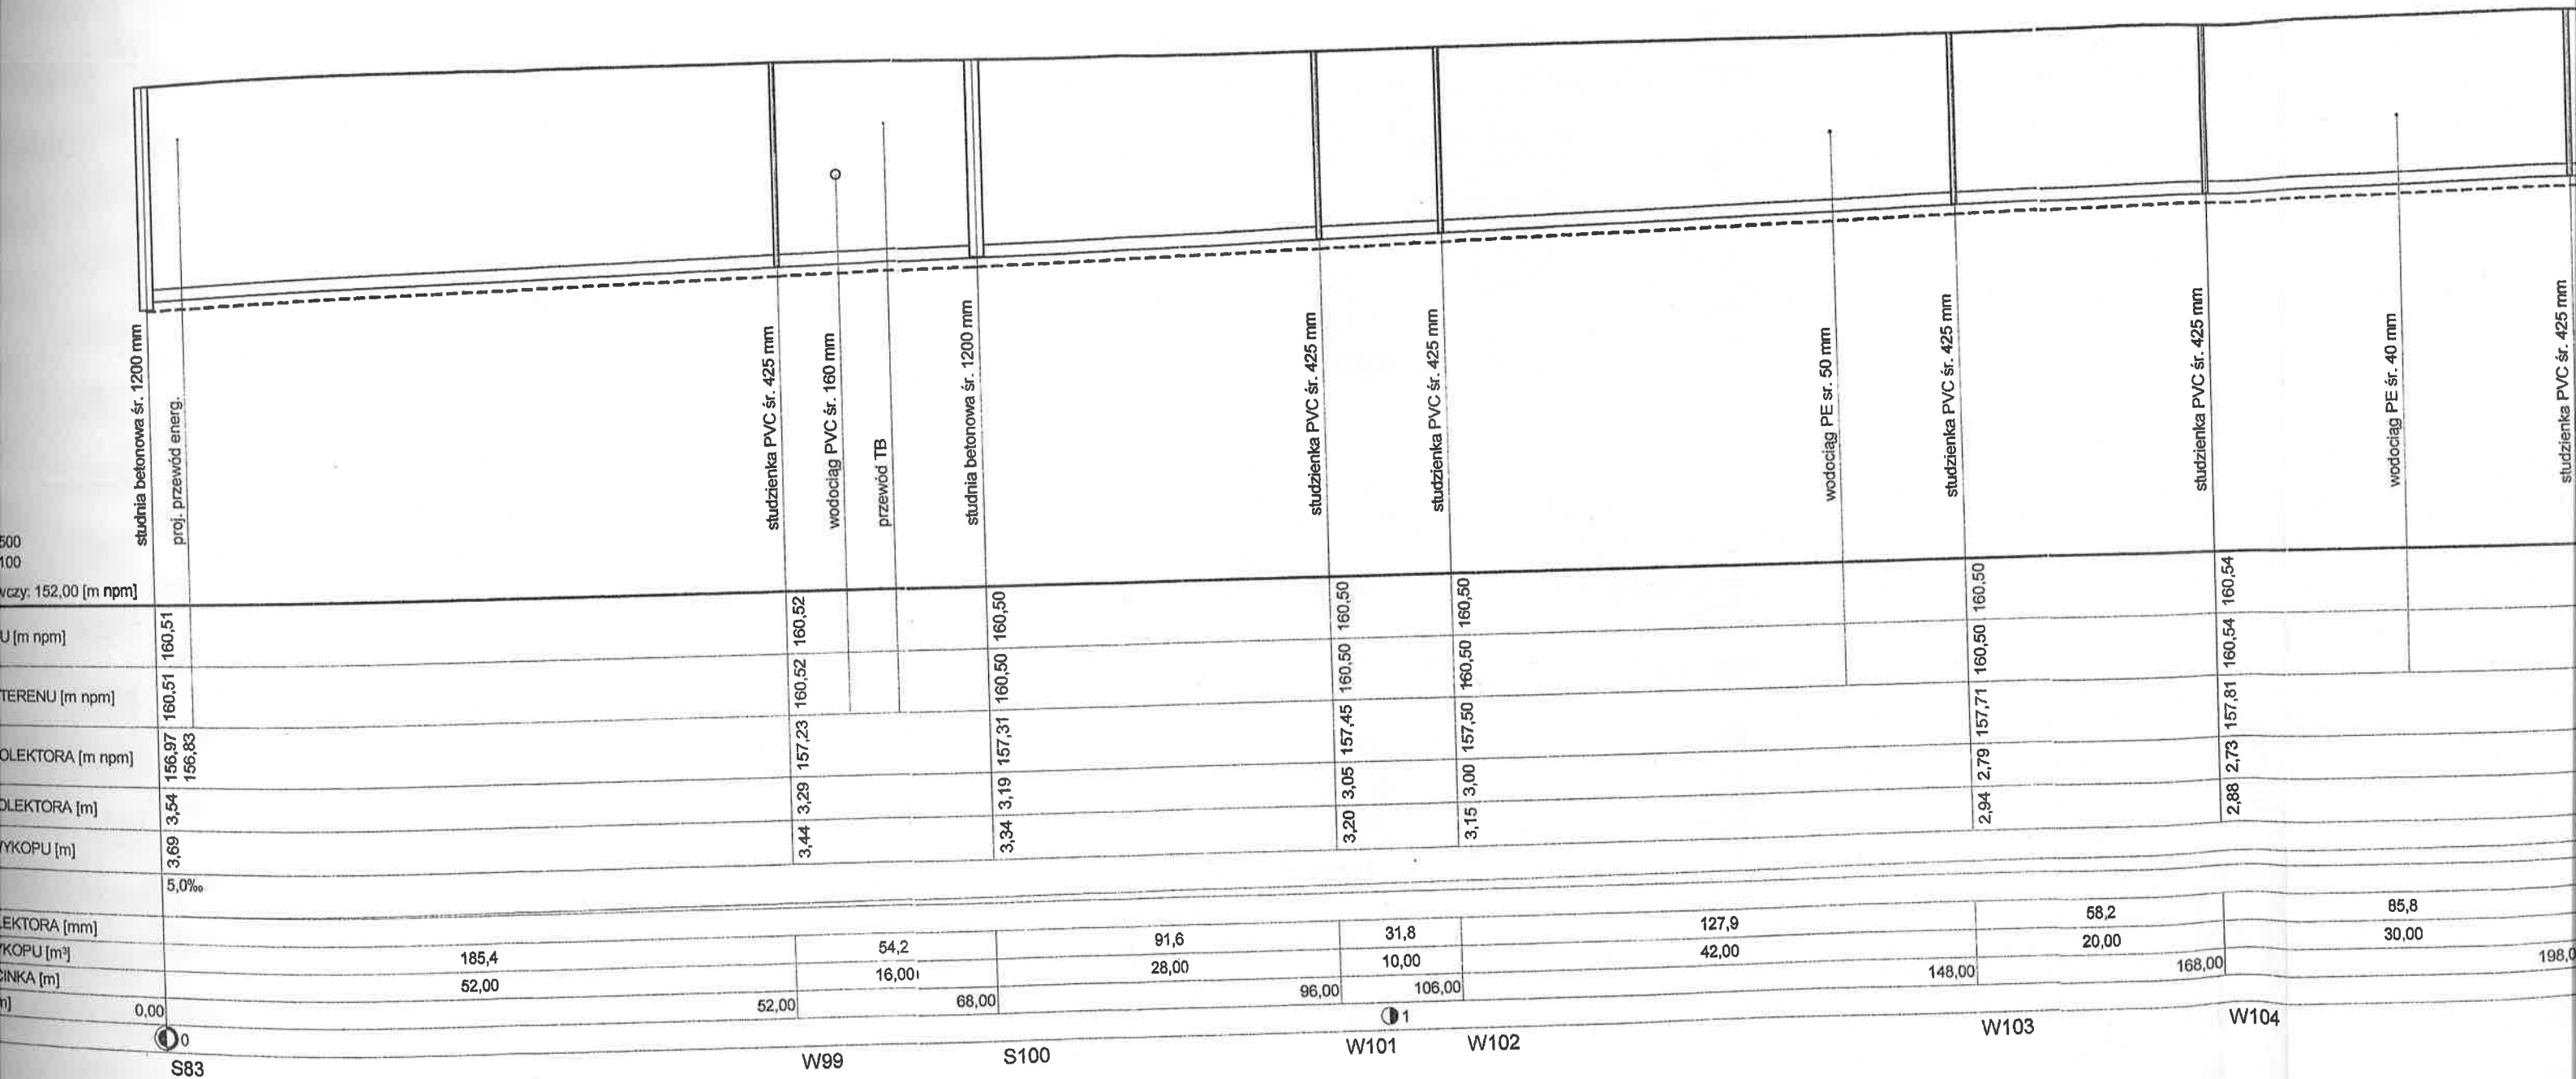 studnia betonowa śr. 1200 mm
proj. przewód energ.
studzienka PVC śr. 425 mm
wodociąg PVC śr. 160 mm
przewód TB
studnia betonowa śr. 1200 mm
studzienka PVC śr. 425 mm
studzienka PVC śr. 425 mm
wodociąg PE sr. 50 mm
studzienka PVC śr. 425 mm
studzienka PVC śr. 425 mm
wodociąg PE śr. 40 mm
studzienka PVC śr. 425 mm
500
100
wczy: 152,00 [m npm]
U [m npm] 160,51 160,52 160,50 160,50 160,50 160,50 160,54
TERENU [m npm] 160,51 160,52 160,50 160,50 160,50 160,50 160,54
OLEKTORA [m npm] 156,97 157,23 157,31 157,45 157,50 157,71 157,81
156,83
OLEKTORA [m] 3,54 3,29 3,19 3,05 3,00 2,79 2,73
YKOPU [m] 3,69 3,44 3,34 3,20 3,15 2,94 2,88
5,0‰
LEKTORA [mm]
YKOPU [m³] 185,4 54,2 91,6 31,8 127,9 58,2 85,8
CINKA [m] 52,00 16,00 28,00 10,00 42,00 20,00 30,00
m] 0,00 52,00 68,00 96,00 106,00 148,00 168,00 198,0
0 1
S83 W99 S100 W101 W102 W103 W104